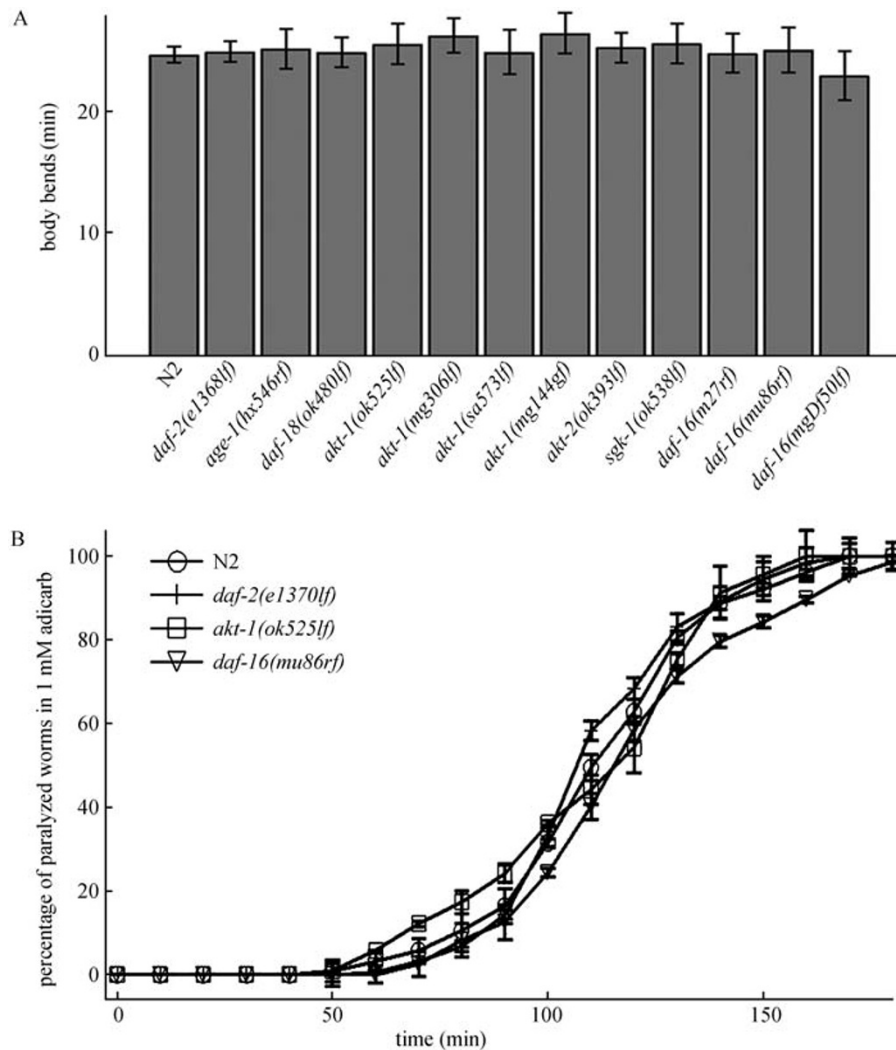 A
body bends (min)
20
10
0
N2
daf-2(e1368lf)
age-1(hx546rf)
daf-18(ok480lf)
akt-1(ok525lf)
akt-1(mg306lf)
akt-1(sa573lf)
akt-1(mg144gf)
akt-2(ok393lf)
sgk-1(ok538lf)
daf-16(m27rf)
daf-16(mu86rf)
daf-16(mgDf50lf)
B
percentage of paralyzed worms in 1 mM adicarb
100
80
60
40
20
0
N2
daf-2(e1370lf)
akt-1(ok525lf)
daf-16(mu86rf)
0
50
100
150
time (min)